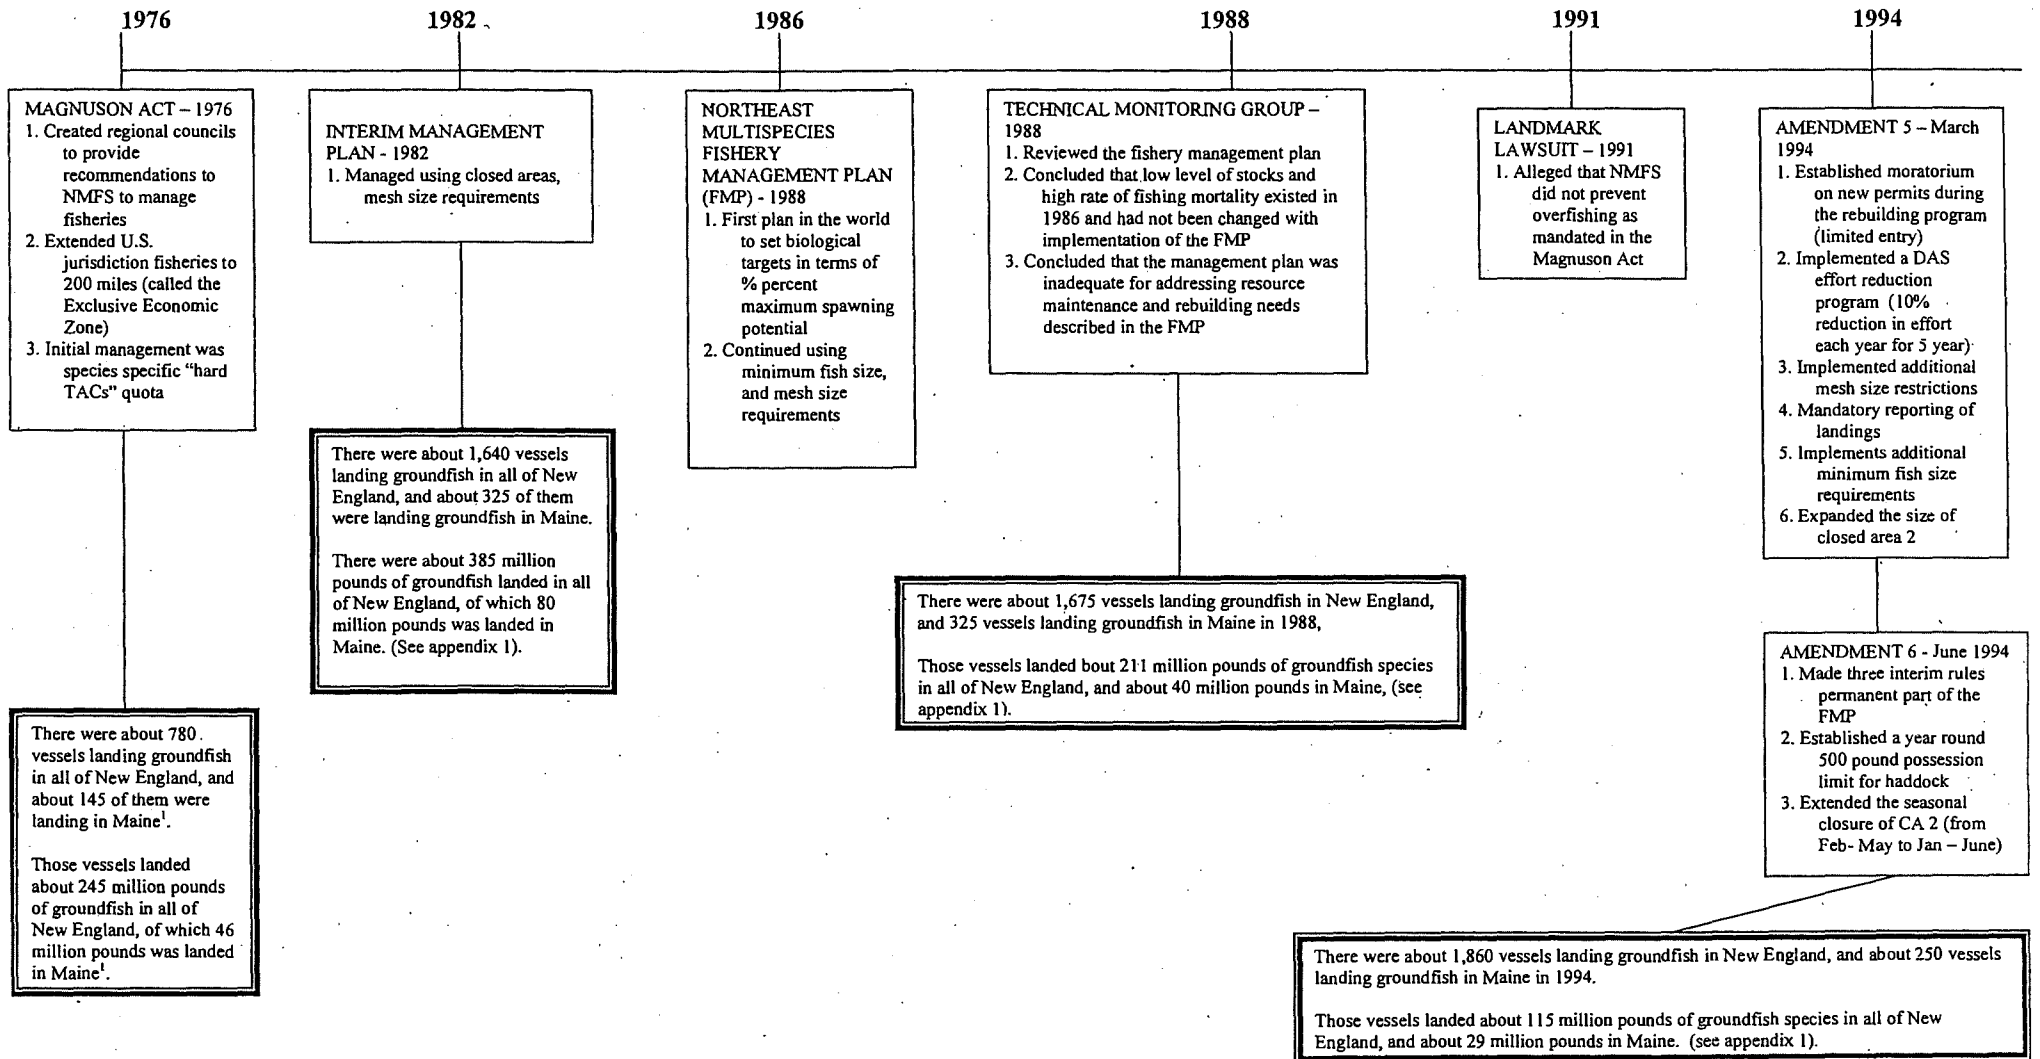 1976
1982
1986
1988
1991
1994
MAGNUSON ACT – 1976
1. Created regional councils
to provide
recommendations to
NMFS to manage
fisheries
2. Extended U.S.
jurisdiction fisheries to
200 miles (called the
Exclusive Economic
Zone)
3. Initial management was
species specific “hard
TACs” quota
There were about 780
vessels landing groundfish
in all of New England, and
about 145 of them were
landing in Maine¹.
Those vessels landed
about 245 million pounds
of groundfish in all of
New England, of which 46
million pounds was landed
in Maine¹.
INTERIM MANAGEMENT
PLAN - 1982
1. Managed using closed areas,
mesh size requirements
There were about 1,640 vessels
landing groundfish in all of New
England, and about 325 of them
were landing groundfish in Maine.
There were about 385 million
pounds of groundfish landed in all
of New England, of which 80
million pounds was landed in
Maine. (See appendix 1).
NORTHEAST
MULTISPECIES
FISHERY
MANAGEMENT PLAN
(FMP) - 1988
1. First plan in the world
to set biological
targets in terms of
% percent
maximum spawning
potential
2. Continued using
minimum fish size,
and mesh size
requirements
TECHNICAL MONITORING GROUP –
1988
1. Reviewed the fishery management plan
2. Concluded that low level of stocks and
high rate of fishing mortality existed in
1986 and had not been changed with
implementation of the FMP
3. Concluded that the management plan was
inadequate for addressing resource
maintenance and rebuilding needs
described in the FMP
There were about 1,675 vessels landing groundfish in New England,
and 325 vessels landing groundfish in Maine in 1988,
Those vessels landed bout 211 million pounds of groundfish species
in all of New England, and about 40 million pounds in Maine, (see
appendix 1).
LANDMARK
LAWSUIT – 1991
1. Alleged that NMFS
did not prevent
overfishing as
mandated in the
Magnuson Act
AMENDMENT 5 – March
1994
1. Established moratorium
on new permits during
the rebuilding program
(limited entry)
2. Implemented a DAS
effort reduction
program (10%
reduction in effort
each year for 5 year)
3. Implemented additional
mesh size restrictions
4. Mandatory reporting of
landings
5. Implements additional
minimum fish size
requirements
6. Expanded the size of
closed area 2
AMENDMENT 6 - June 1994
1. Made three interim rules
permanent part of the
FMP
2. Established a year round
500 pound possession
limit for haddock
3. Extended the seasonal
closure of CA 2 (from
Feb- May to Jan – June)
There were about 1,860 vessels landing groundfish in New England, and about 250 vessels
landing groundfish in Maine in 1994.
Those vessels landed about 115 million pounds of groundfish species in all of New
England, and about 29 million pounds in Maine. (see appendix 1).